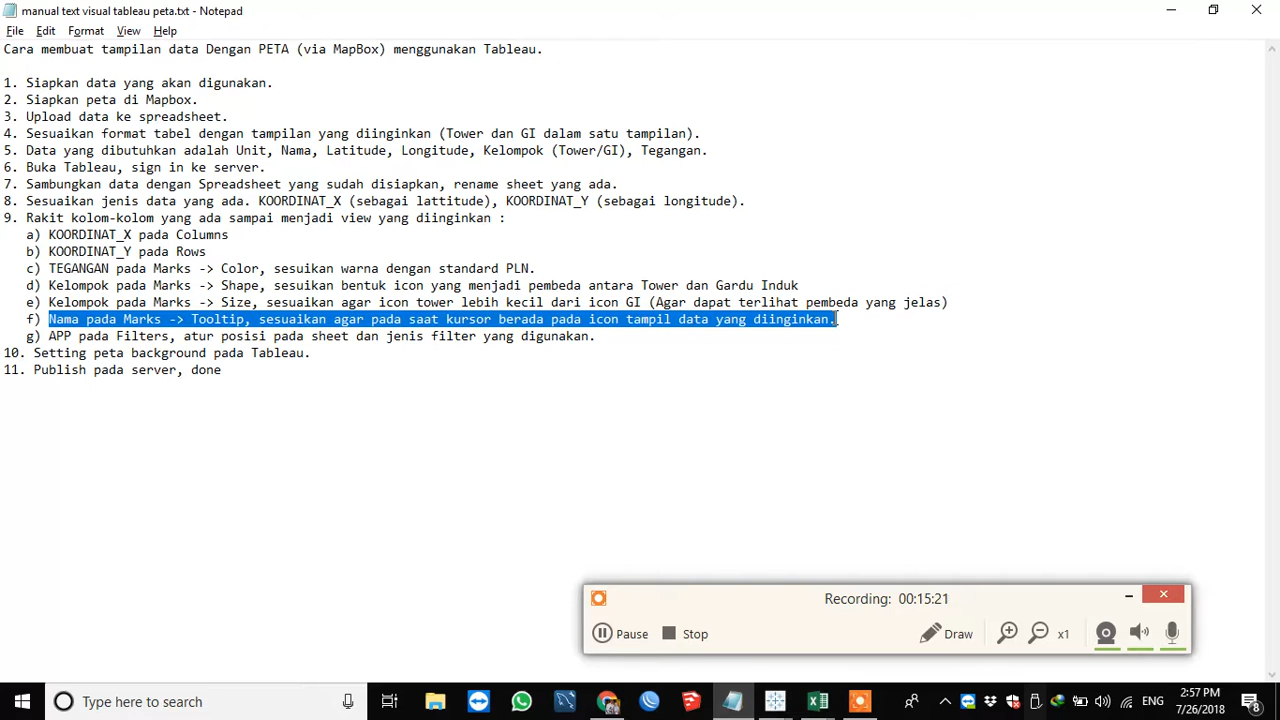 manual text visual tableau peta.txt - Notepad
File Edit Format View Help
Cara membuat tampilan data Dengan PETA (via MapBox) menggunakan Tableau.
1. Siapkan data yang akan digunakan.
2. Siapkan peta di Mapbox.
3. Upload data ke spreadsheet.
4. Sesuaikan format tabel dengan tampilan yang diinginkan (Tower dan GI dalam satu tampilan).
5. Data yang dibutuhkan adalah Unit, Nama, Latitude, Longitude, Kelompok (Tower/GI), Tegangan.
6. Buka Tableau, sign in ke server.
7. Sambungkan data dengan Spreadsheet yang sudah disiapkan, rename sheet yang ada.
8. Sesuaikan jenis data yang ada. KOORDINAT_X (sebagai lattitude), KOORDINAT_Y (sebagai longitude).
9. Rakit kolom-kolom yang ada sampai menjadi view yang diinginkan :
a) KOORDINAT_X pada Columns
b) KOORDINAT_Y pada Rows
c) TEGANGAN pada Marks -> Color, sesuikan warna dengan standard PLN.
d) Kelompok pada Marks -> Shape, sesuikan bentuk icon yang menjadi pembeda antara Tower dan Gardu Induk
e) Kelompok pada Marks -> Size, sesuaikan agar icon tower lebih kecil dari icon GI (Agar dapat terlihat pembeda yang jelas)
f) Nama pada Marks -> Tooltip, sesuaikan agar pada saat kursor berada pada icon tampil data yang diinginkan.
g) APP pada Filters, atur posisi pada sheet dan jenis filter yang digunakan.
10. Setting peta background pada Tableau.
11. Publish pada server, done
Recording: 00:15:21
Pause Stop Draw x1
Type here to search
ENG
2:57 PM
7/26/2018
8